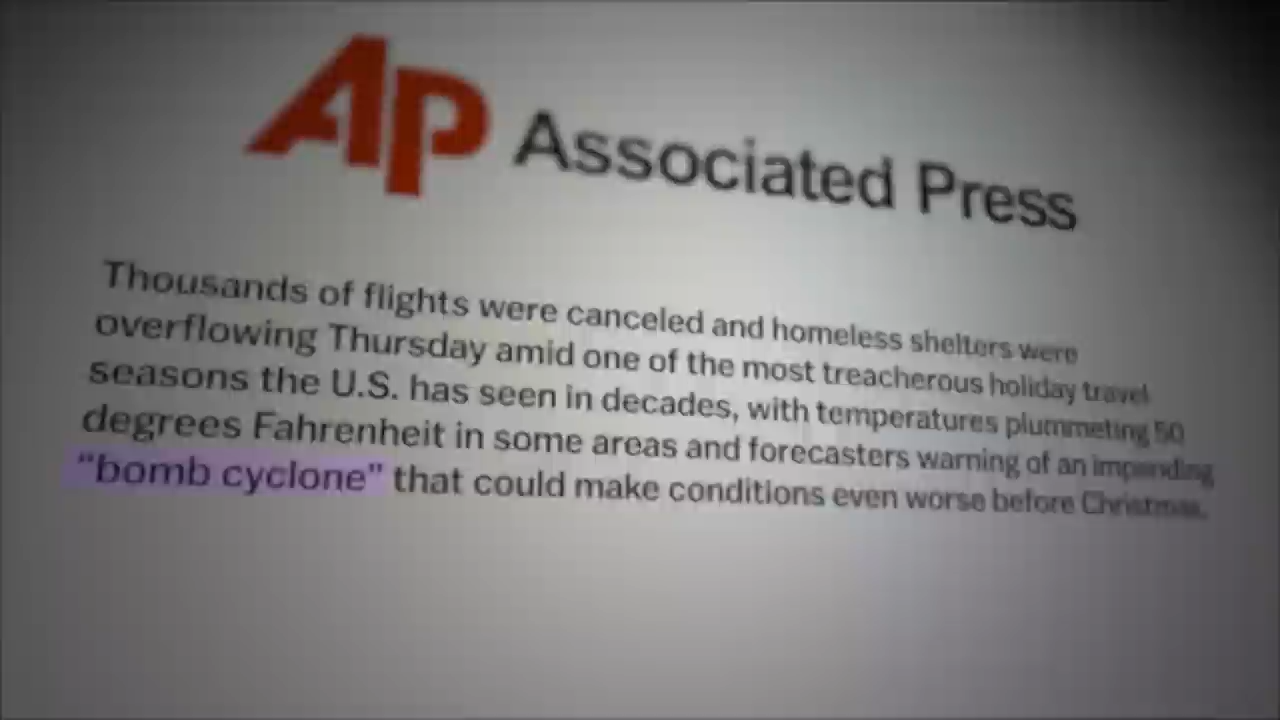 AP Associated Press
Thousands of flights were canceled and homeless shelters were
overflowing Thursday amid one of the most treacherous holiday travel
seasons the U.S. has seen in decades, with temperatures plummeting 50
degrees Fahrenheit in some areas and forecasters warning of an impending
"bomb cyclone" that could make conditions even worse before Christmas.